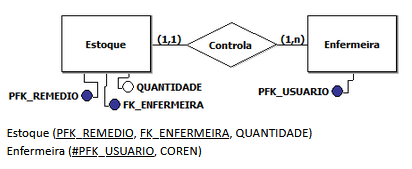 Estoque (1,1) Controla (1,n) Enfermeira
QUANTIDADE
PFK_REMEDIO PFK_USUARIO
FK_ENFERMEIRA
Estoque (PFK_REMEDIO, FK_ENFERMEIRA, QUANTIDADE)
Enfermeira (#PFK_USUARIO, COREN)